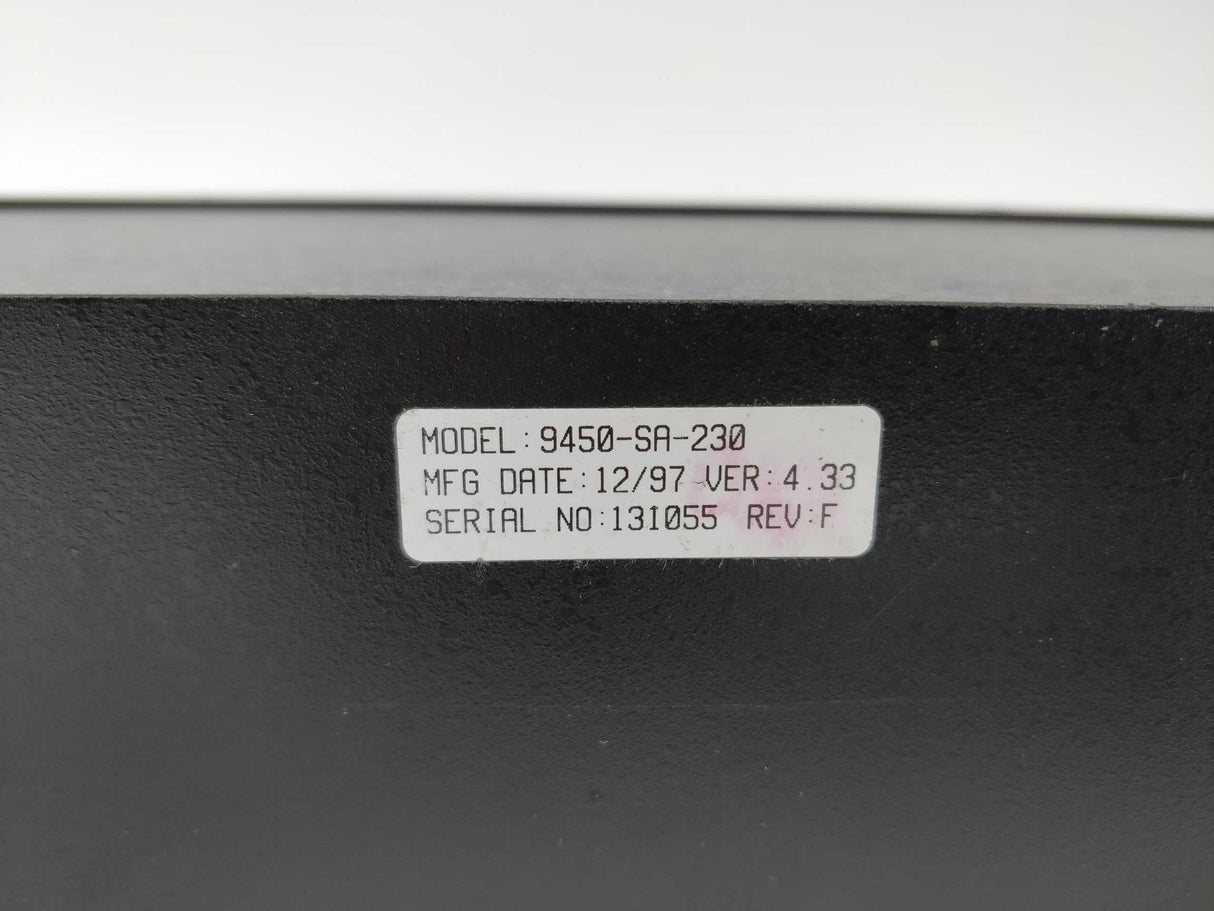 MODEL:9450-SA-230
MFG DATE:12/97 VER:4.33
SERIAL NO:131055 REV:F